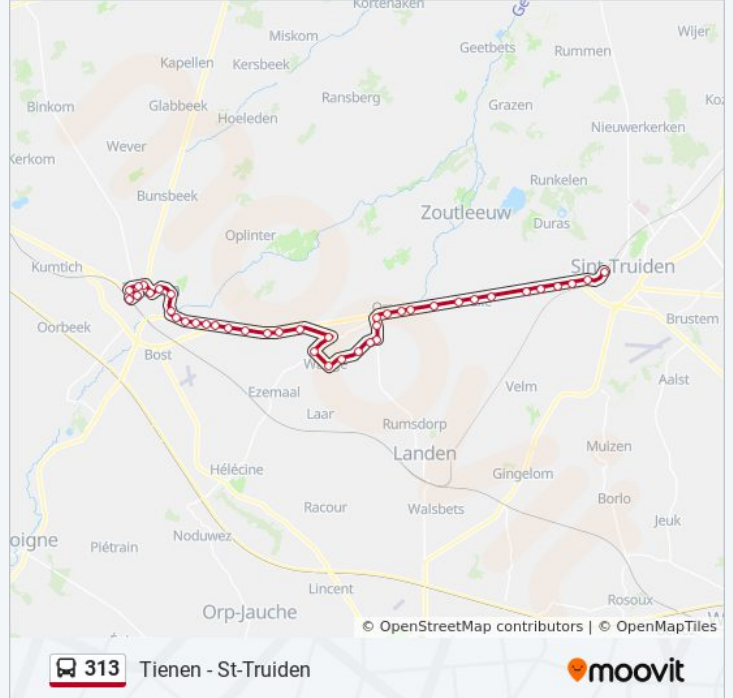 Kortenaken
Ge
Miskom
Wijer
Geetbets
Rummen
Kapellen
Kersbeek
Binkom
Glabbeek
Ransberg
Grazen
Hoeleden
Nieuwerkerken
Wever
Kerkom
Runkelen
Bunsbeek
Zoutleeuw
Duras
Oplinter
Kumtich
Sint-Truiden
Oorbeek
Brustem
Bost
Aalst
Ezemaal
Velm
Laar
Rumsdorp
Muizen
Landen
Hélécine
Gingelom
Borlo
Racour
Walsbets
Jeuk
Noduwez
oigne
Piétrain
Lincent
Rosoux
Orp-Jauche
© OpenStreetMap contributors | © OpenMapTiles
313 Tienen - St-Truiden
moovit